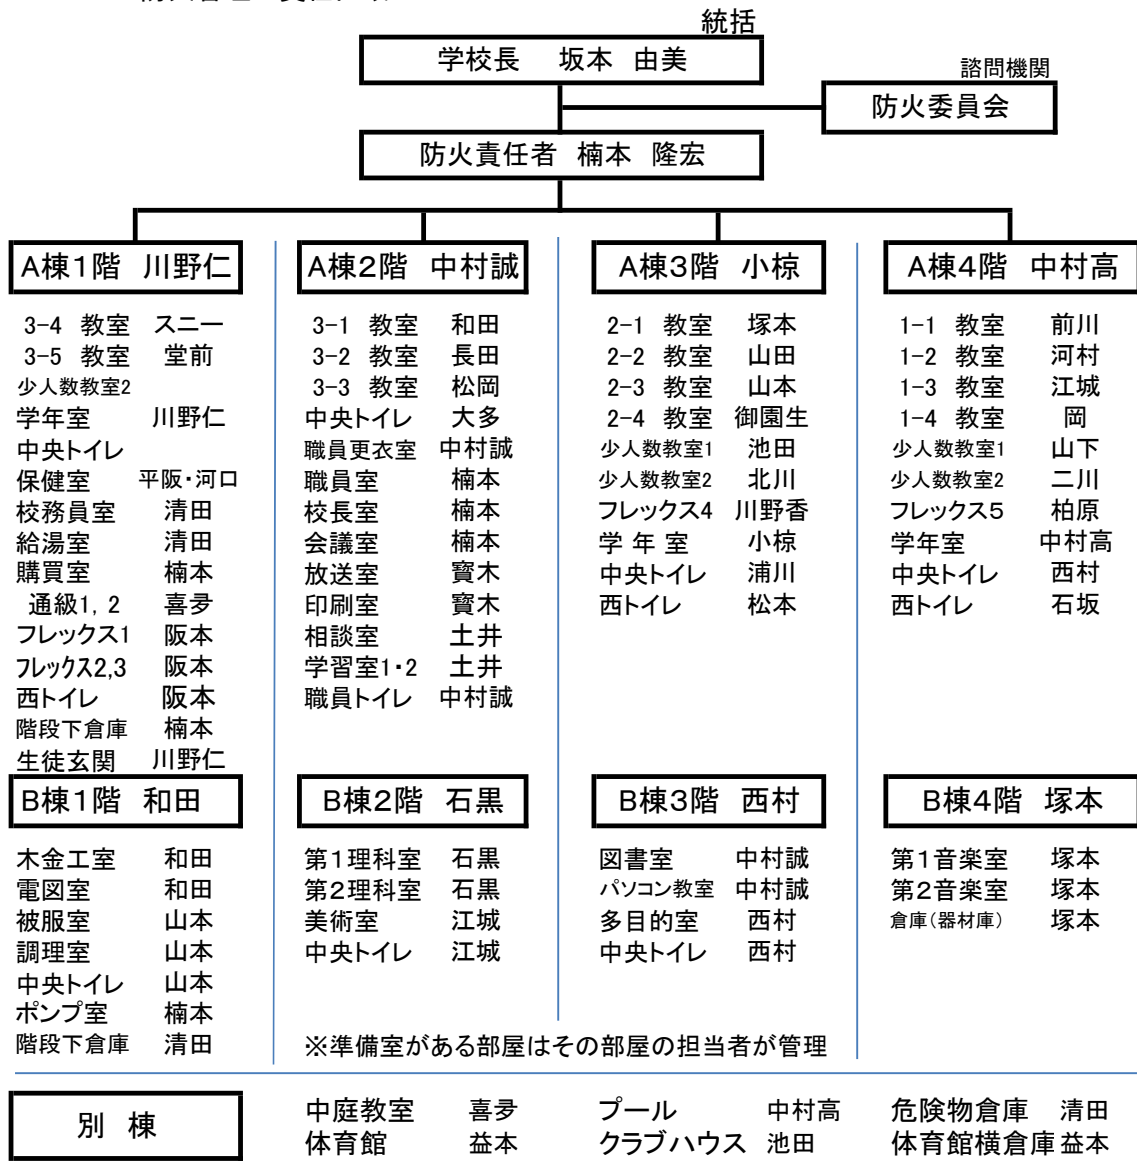 統括
学校長 坂本 由美
諮問機関
防火委員会
防火責任者 楠本 隆宏
A棟1階 川野仁
3-4 教室 スニー
3-5 教室 堂前
少人数教室2
学年室 川野仁
中央トイレ
保健室 平阪・河口
校務員室 清田
給湯室 清田
購買室 楠本
通級1, 2 喜夛
フレックス1 阪本
フレックス2,3 阪本
西トイレ 阪本
階段下倉庫 楠本
生徒玄関 川野仁
A棟2階 中村誠
3-1 教室 和田
3-2 教室 長田
3-3 教室 松岡
中央トイレ 大多
職員更衣室 中村誠
職員室 楠本
校長室 楠本
会議室 楠本
放送室 寳木
印刷室 寳木
相談室 土井
学習室1・2 土井
職員トイレ 中村誠
A棟3階 小椋
2-1 教室 塚本
2-2 教室 山田
2-3 教室 山本
2-4 教室 御園生
少人数教室1 池田
少人数教室2 北川
フレックス4 川野香
学 年 室 小椋
中央トイレ 浦川
西トイレ 松本
A棟4階 中村高
1-1 教室 前川
1-2 教室 河村
1-3 教室 江城
1-4 教室 岡
少人数教室1 山下
少人数教室2 二川
フレックス5 柏原
学年室 中村高
中央トイレ 西村
西トイレ 石坂
B棟1階 和田
木金工室 和田
電図室 和田
被服室 山本
調理室 山本
中央トイレ 山本
ポンプ室 楠本
階段下倉庫 清田
B棟2階 石黒
第1理科室 石黒
第2理科室 石黒
美術室 江城
中央トイレ 江城
B棟3階 西村
図書室 中村誠
パソコン教室 中村誠
多目的室 西村
中央トイレ 西村
B棟4階 塚本
第1音楽室 塚本
第2音楽室 塚本
倉庫(器材庫) 塚本
※準備室がある部屋はその部屋の担当者が管理
別 棟
中庭教室 喜夛 プール 中村高 危険物倉庫 清田
体育館 益本 クラブハウス 池田 体育館横倉庫 益本